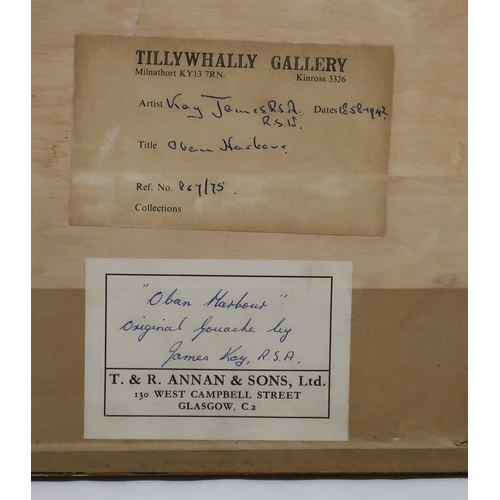 TILLYWHALLY GALLERY
Milnathort KY13 7RN. Kinross 3326
Artist Kay James R.S.A. Dates 1858-1942
R.S.W.
Title Oban Harbour.
Ref. No. 867/75.
Collections
"Oban Harbour"
Original Gouache by
James Kay, R.S.A.
T. & R. ANNAN & SONS, Ltd.
130 WEST CAMPBELL STREET
GLASGOW, C.2